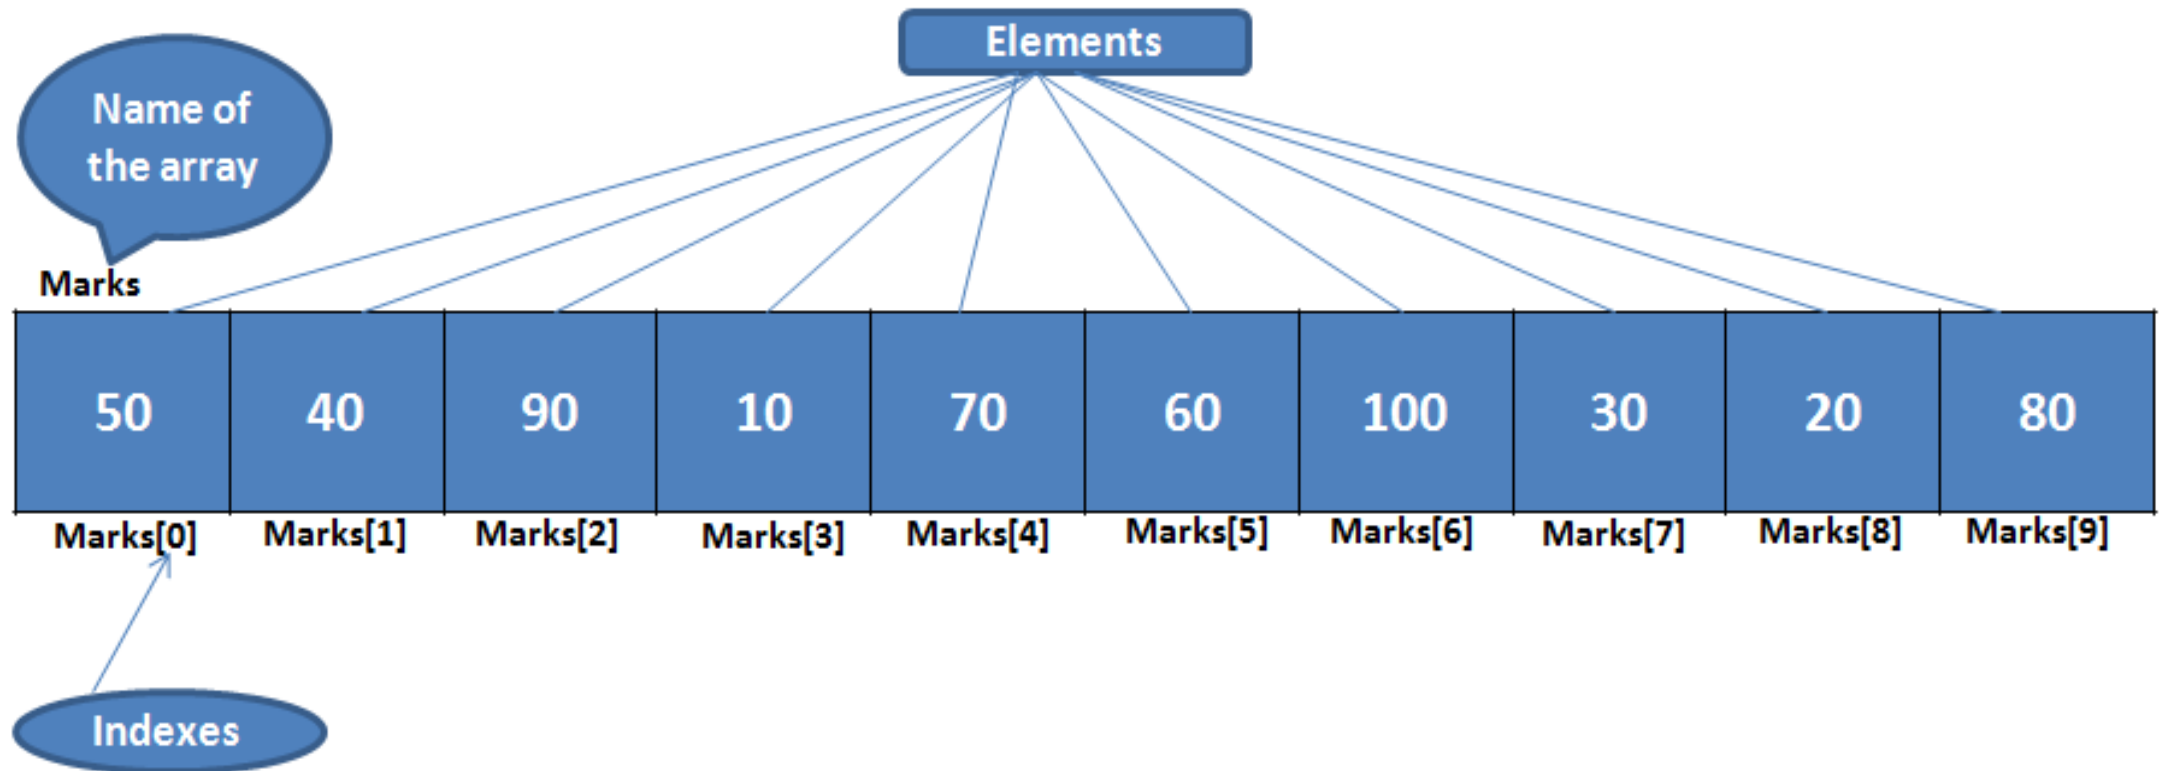 Elements
Name of
the array
Marks
50 40 90 10 70 60 100 30 20 80
Marks[0] Marks[1] Marks[2] Marks[3] Marks[4] Marks[5] Marks[6] Marks[7] Marks[8] Marks[9]
Indexes